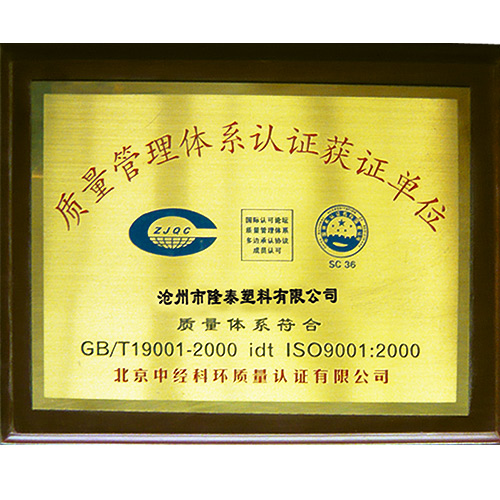 质量管理体系认证获证单位
ZJQC
国际认可论坛
质量管理体系
多边承认协议
成员认可
SC 36
沧州市隆泰塑料有限公司
质量体系符合
GB/T19001-2000 idt ISO9001:2000
北京中经科环质量认证有限公司